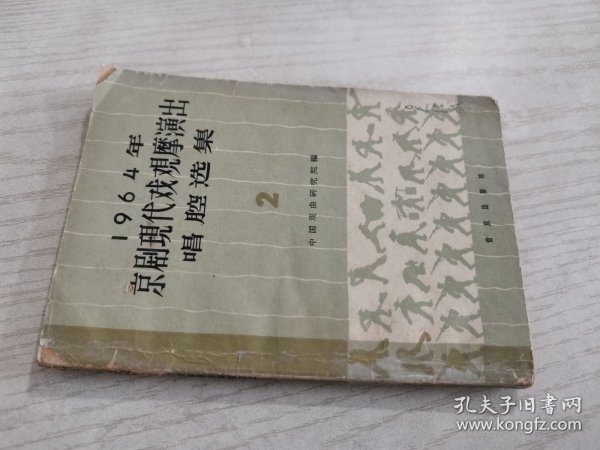 1964年
京剧現代戏观摩演出
唱腔选集
2
中国戏曲研究院編
音乐出版社
孔夫子旧书网
www.kongfz.com